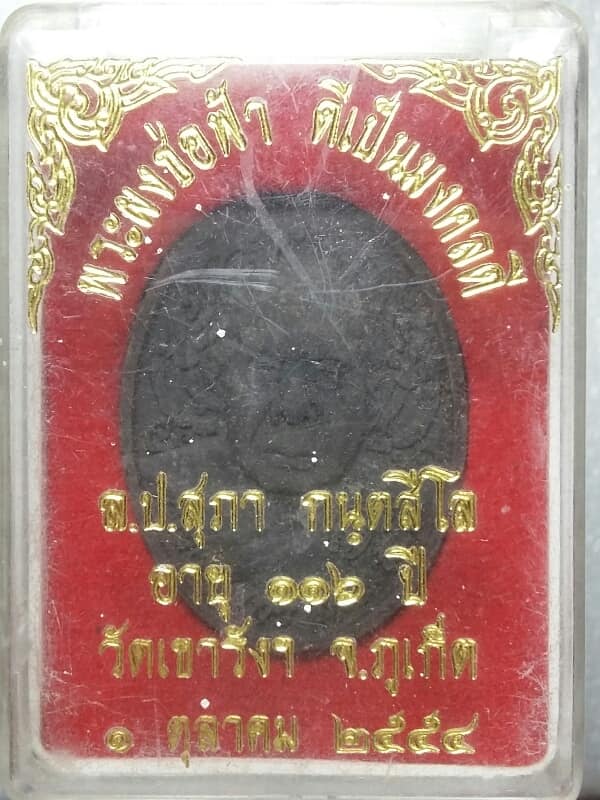 พระผงช่อฟ้า ดีเป็นมงคลดี
ล.ป.สุภา กนฺตสีโล
อายุ ๑๑๖ ปี
วัดเขารังฯ จ.ภูเก็ต
๑ ตุลาคม ๒๕๕๔